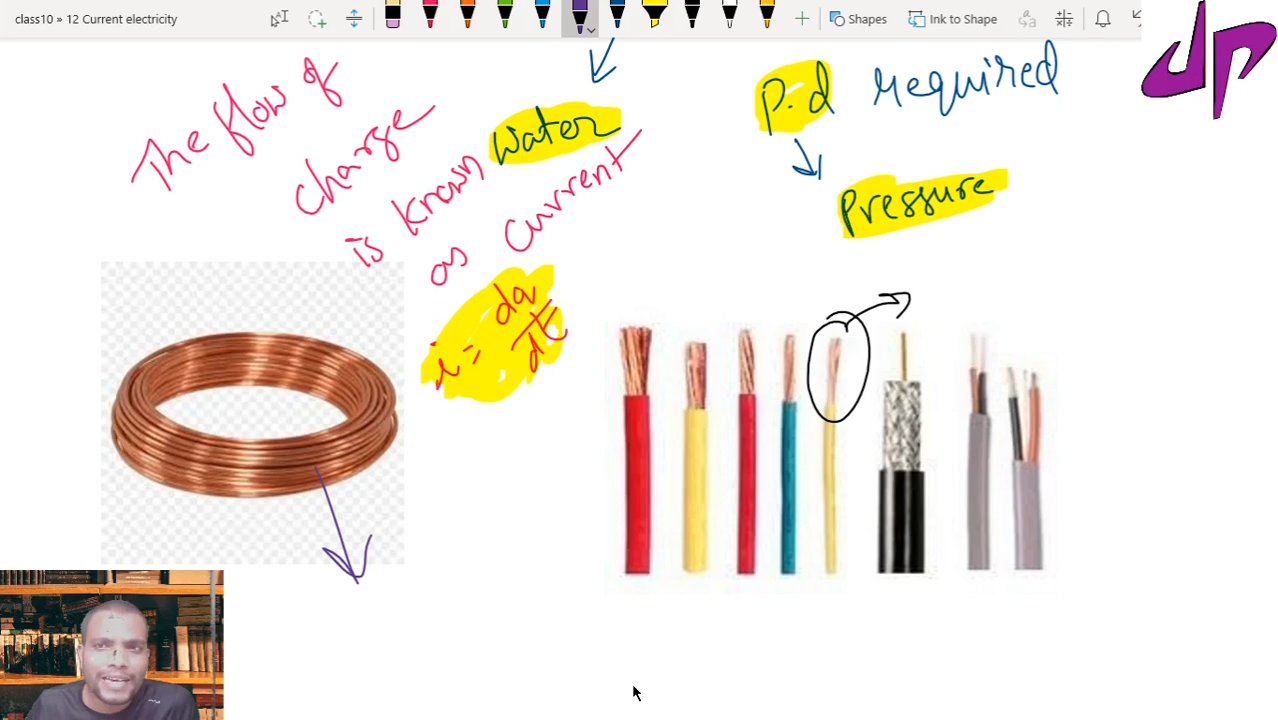 class10 » 12 Current electricity
Shapes
Ink to Shape
dp
The flow of
charge
is known
as current
i = dq/dt
water
P.d required
Pressure